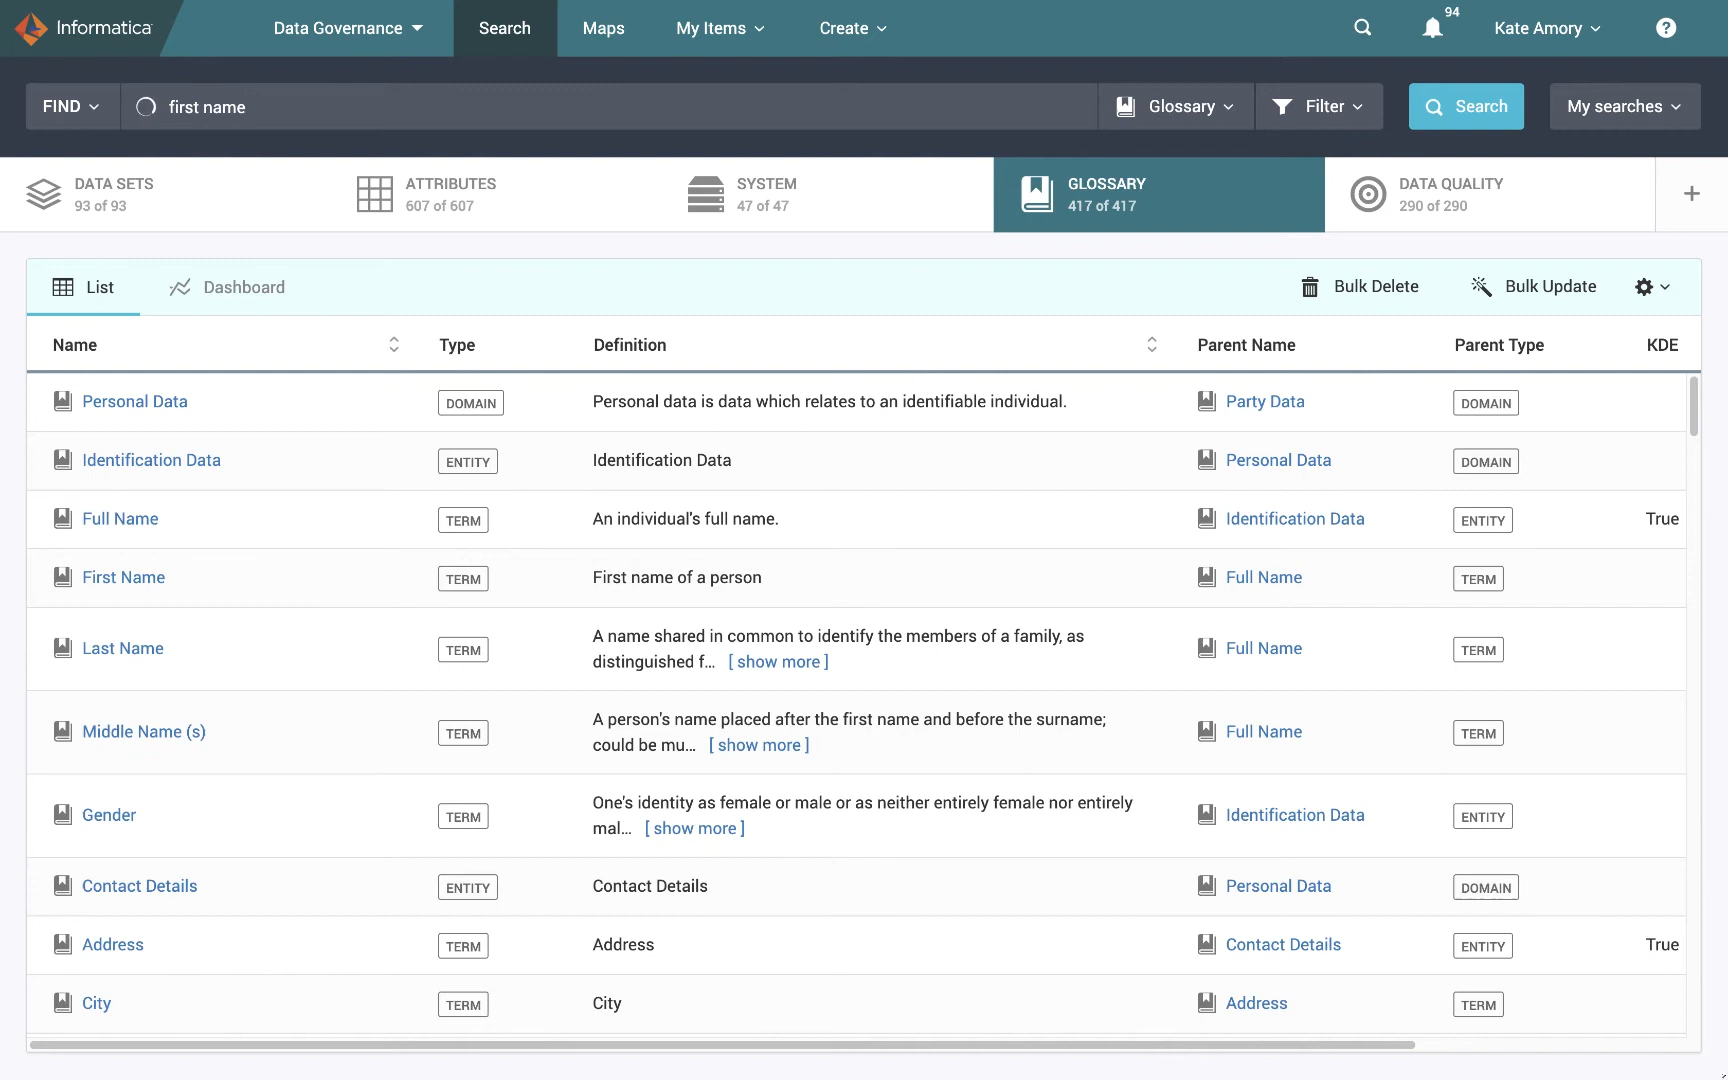 Informatica
Data Governance
Search
Maps
My Items
Create
94
Kate Amory
?
FIND
first name
Glossary
Filter
Search
My searches
DATA SETS
93 of 93
ATTRIBUTES
607 of 607
SYSTEM
47 of 47
GLOSSARY
417 of 417
DATA QUALITY
290 of 290
+
List
Dashboard
Bulk Delete
Bulk Update
Name Type Definition Parent Name Parent Type KDE
Personal Data DOMAIN Personal data is data which relates to an identifiable individual. Party Data DOMAIN
Identification Data ENTITY Identification Data Personal Data DOMAIN
Full Name TERM An individual's full name. Identification Data ENTITY True
First Name TERM First name of a person Full Name TERM
Last Name TERM A name shared in common to identify the members of a family, as
distinguished f... [ show more ] Full Name TERM
Middle Name (s) TERM A person's name placed after the first name and before the surname;
could be mu... [ show more ] Full Name TERM
Gender TERM One's identity as female or male or as neither entirely female nor entirely
mal... [ show more ] Identification Data ENTITY
Contact Details ENTITY Contact Details Personal Data DOMAIN
Address TERM Address Contact Details ENTITY True
City TERM City Address TERM